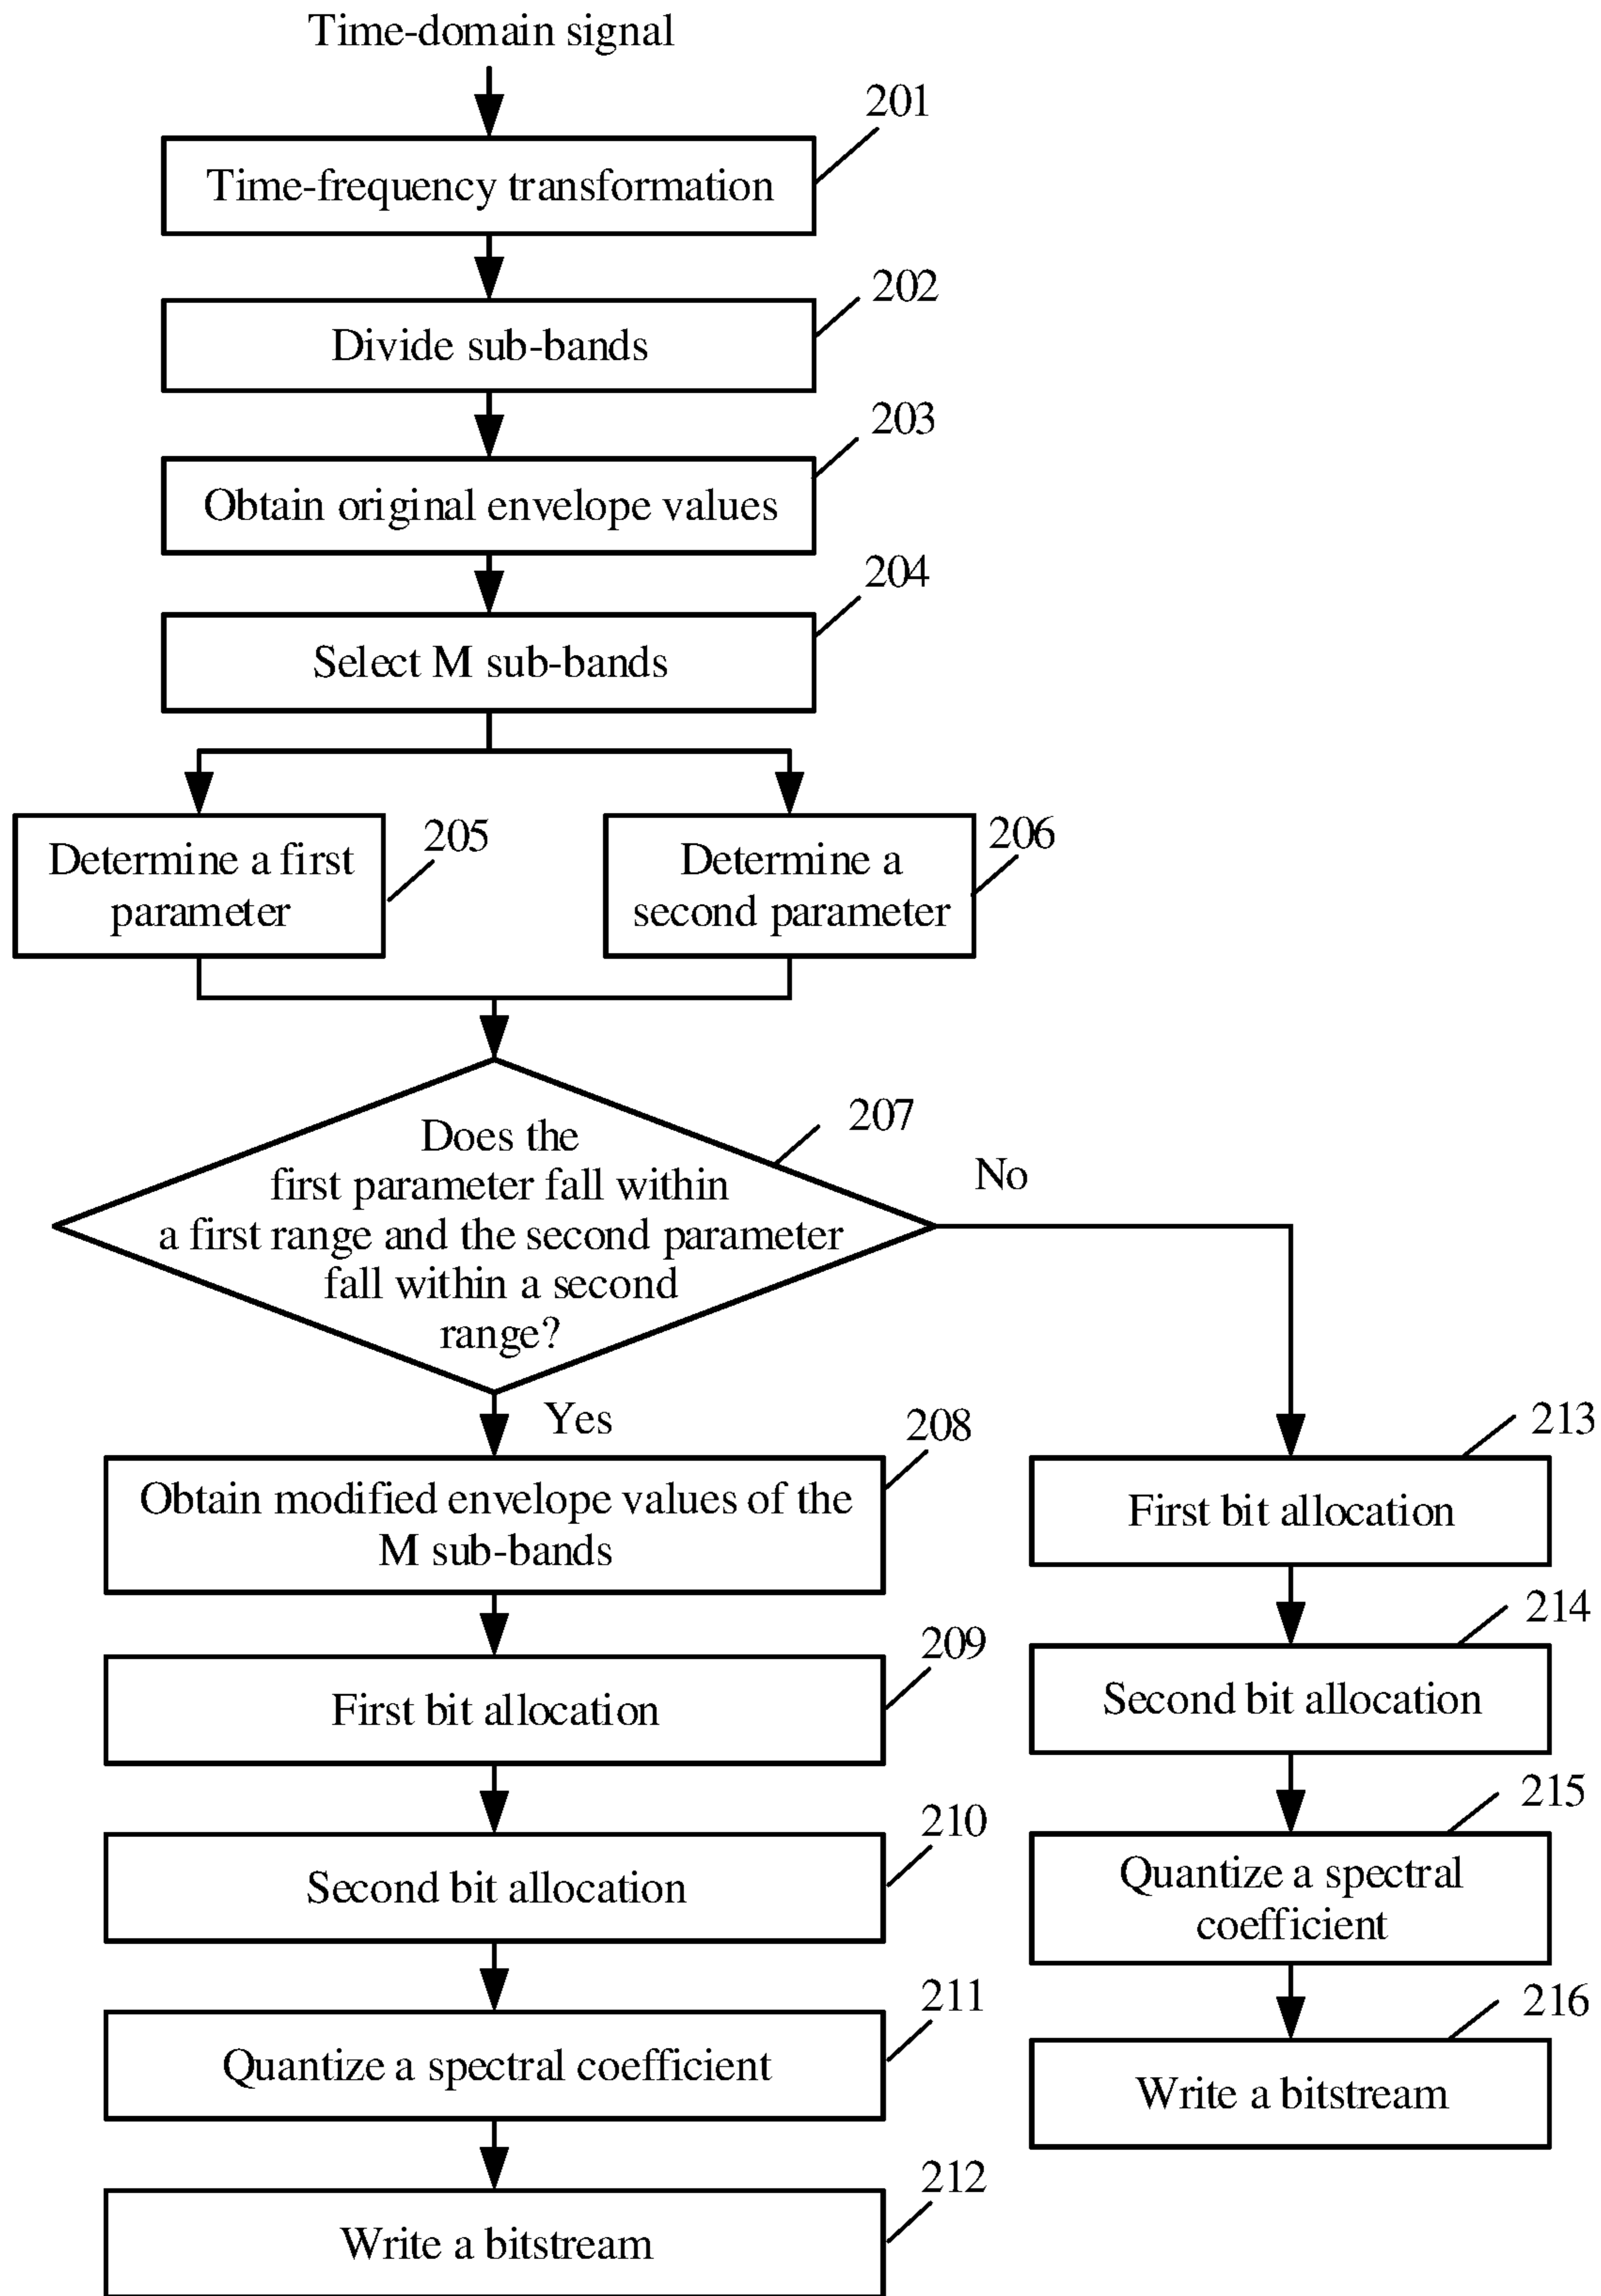 Time-domain signal
201
Time-frequency transformation
202
Divide sub-bands
203
Obtain original envelope values
204
Select M sub-bands
205
Determine a first
parameter
206
Determine a
second parameter
207
Does the
first parameter fall within
a first range and the second parameter
fall within a second
range?
No
Yes
208
Obtain modified envelope values of the
M sub-bands
209
First bit allocation
210
Second bit allocation
211
Quantize a spectral coefficient
212
Write a bitstream
213
First bit allocation
214
Second bit allocation
215
Quantize a spectral
coefficient
216
Write a bitstream